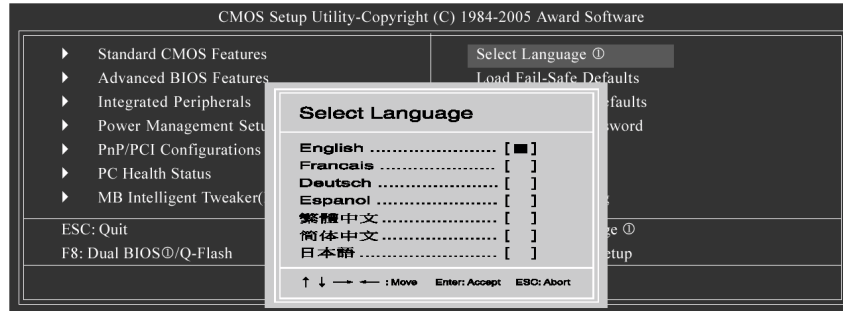 CMOS Setup Utility-Copyright (C) 1984-2005 Award Software
Standard CMOS Features
Advanced BIOS Features
Integrated Peripherals
Power Management Setu
PnP/PCI Configurations
PC Health Status
MB Intelligent Tweaker(
Select Language ①
Load Fail-Safe Defaults
efaults
sword
g
ESC: Quit
F8: Dual BIOS①/Q-Flash
ge ①
etup
Select Language
English ........................ [■]
Francais ....................... [ ]
Deutsch ........................ [ ]
Espanol ........................ [ ]
繁體中文 ........................ [ ]
简体中文 ........................ [ ]
日本語 ......................... [ ]
↑ ↓ → ← : Move Enter: Accept ESC: Abort